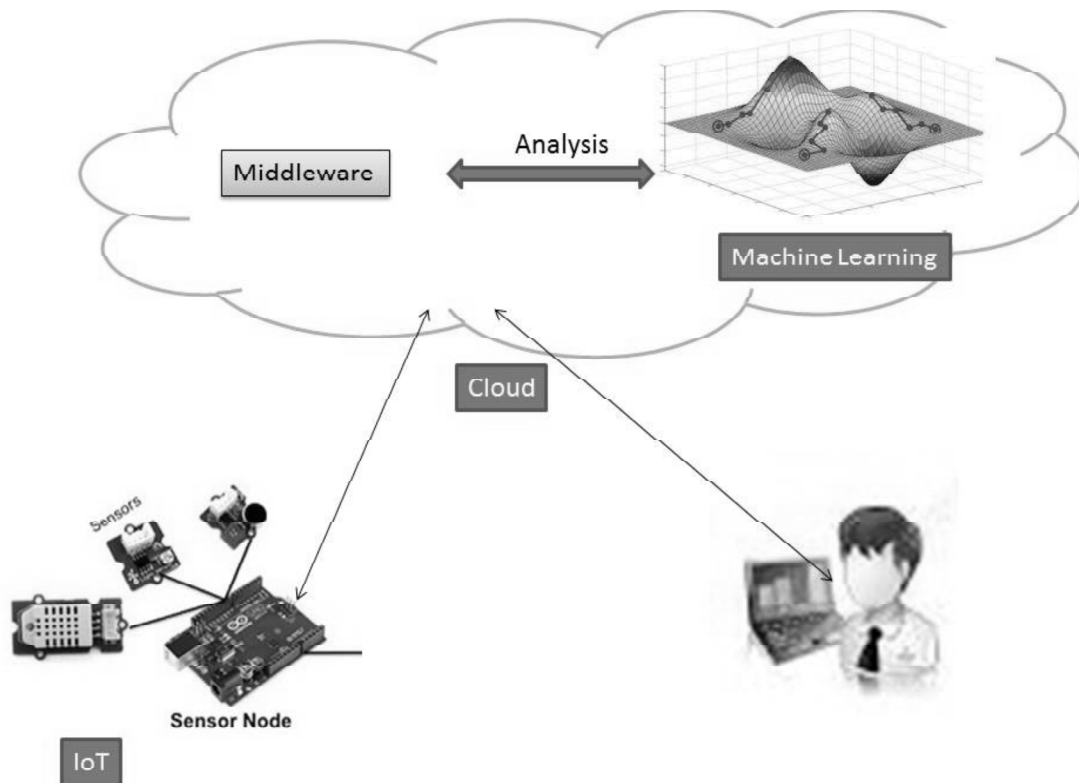 Analysis
Middleware
Machine Learning
Cloud
Sensors
Sensor Node
IoT